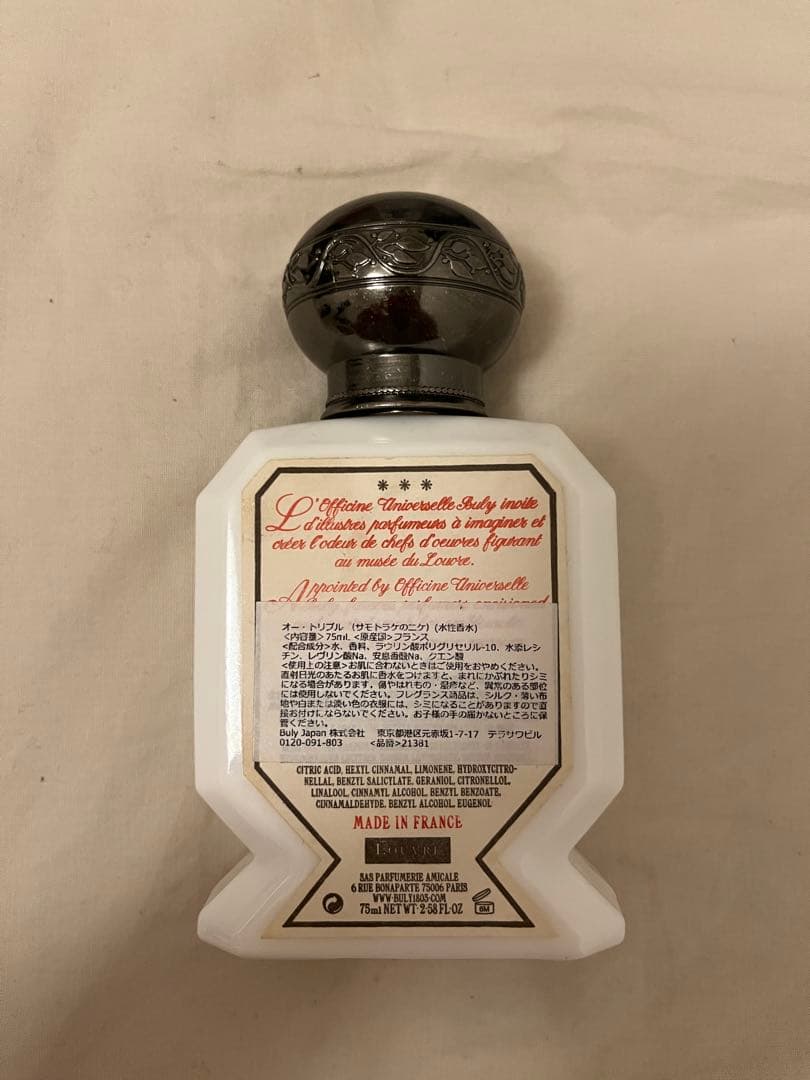 ***
L'Officine Universelle Buly invite
d'illustres parfumeurs à imaginer et
créer l'odeur de chefs d'oeuvres figurant
au musée du Louvre.
Appointed by Officine Universelle
オー・トリプル (サモトラケのニケ) (水性香水)
<内容量>75mL <原産国>フランス
<配合成分>水、香料、ラウリン酸ポリグリセリル-10、水添レシ
チン、レヴリン酸Na、安息香酸Na、クエン酸
<使用上の注意>お肌に合わないときはご使用をおやめください。
直射日光のあたるお肌に香水をつけますと、まれにかぶれたりシミ
になる場合があります。傷やはれもの・湿疹など、異常のある部位
には使用しないでください。フレグランス商品は、シルク・薄い布
地や白または淡い色の衣服には、シミになることがありますので直
接お付けにならないでください。お子様の手の届かないところに保
管ください。
Buly Japan 株式会社 東京都港区元赤坂1-7-17 テラサワビル
0120-091-803 <品番>21381
CITRIC ACID, HEXYL CINNAMAL, LIMONENE, HYDROXYCITRO-
NELLAL, BENZYL SALICYLATE, GERANIOL, CITRONELLOL,
LINALOOL, CINNAMYL ALCOHOL, BENZYL BENZOATE,
CINNAMALDEHYDE, BENZYL ALCOHOL, EUGENOL
MADE IN FRANCE
LOUVRE
SAS PARFUMERIE AMICALE
6 RUE BONAPARTE 75006 PARIS
WWW·BULY1803·COM
75ml NET WT· 2·58 FL·OZ
6M